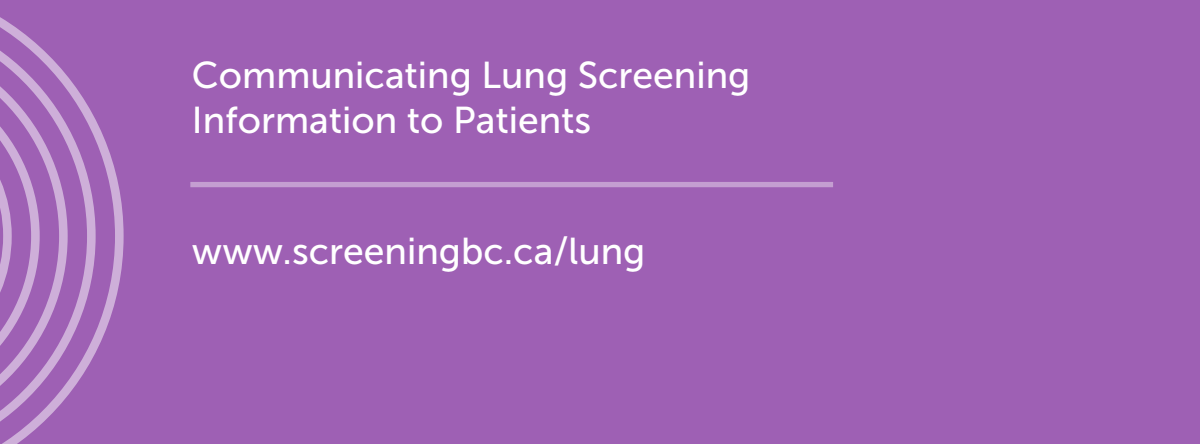 Communicating Lung Screening
Information to Patients
www.screeningbc.ca/lung